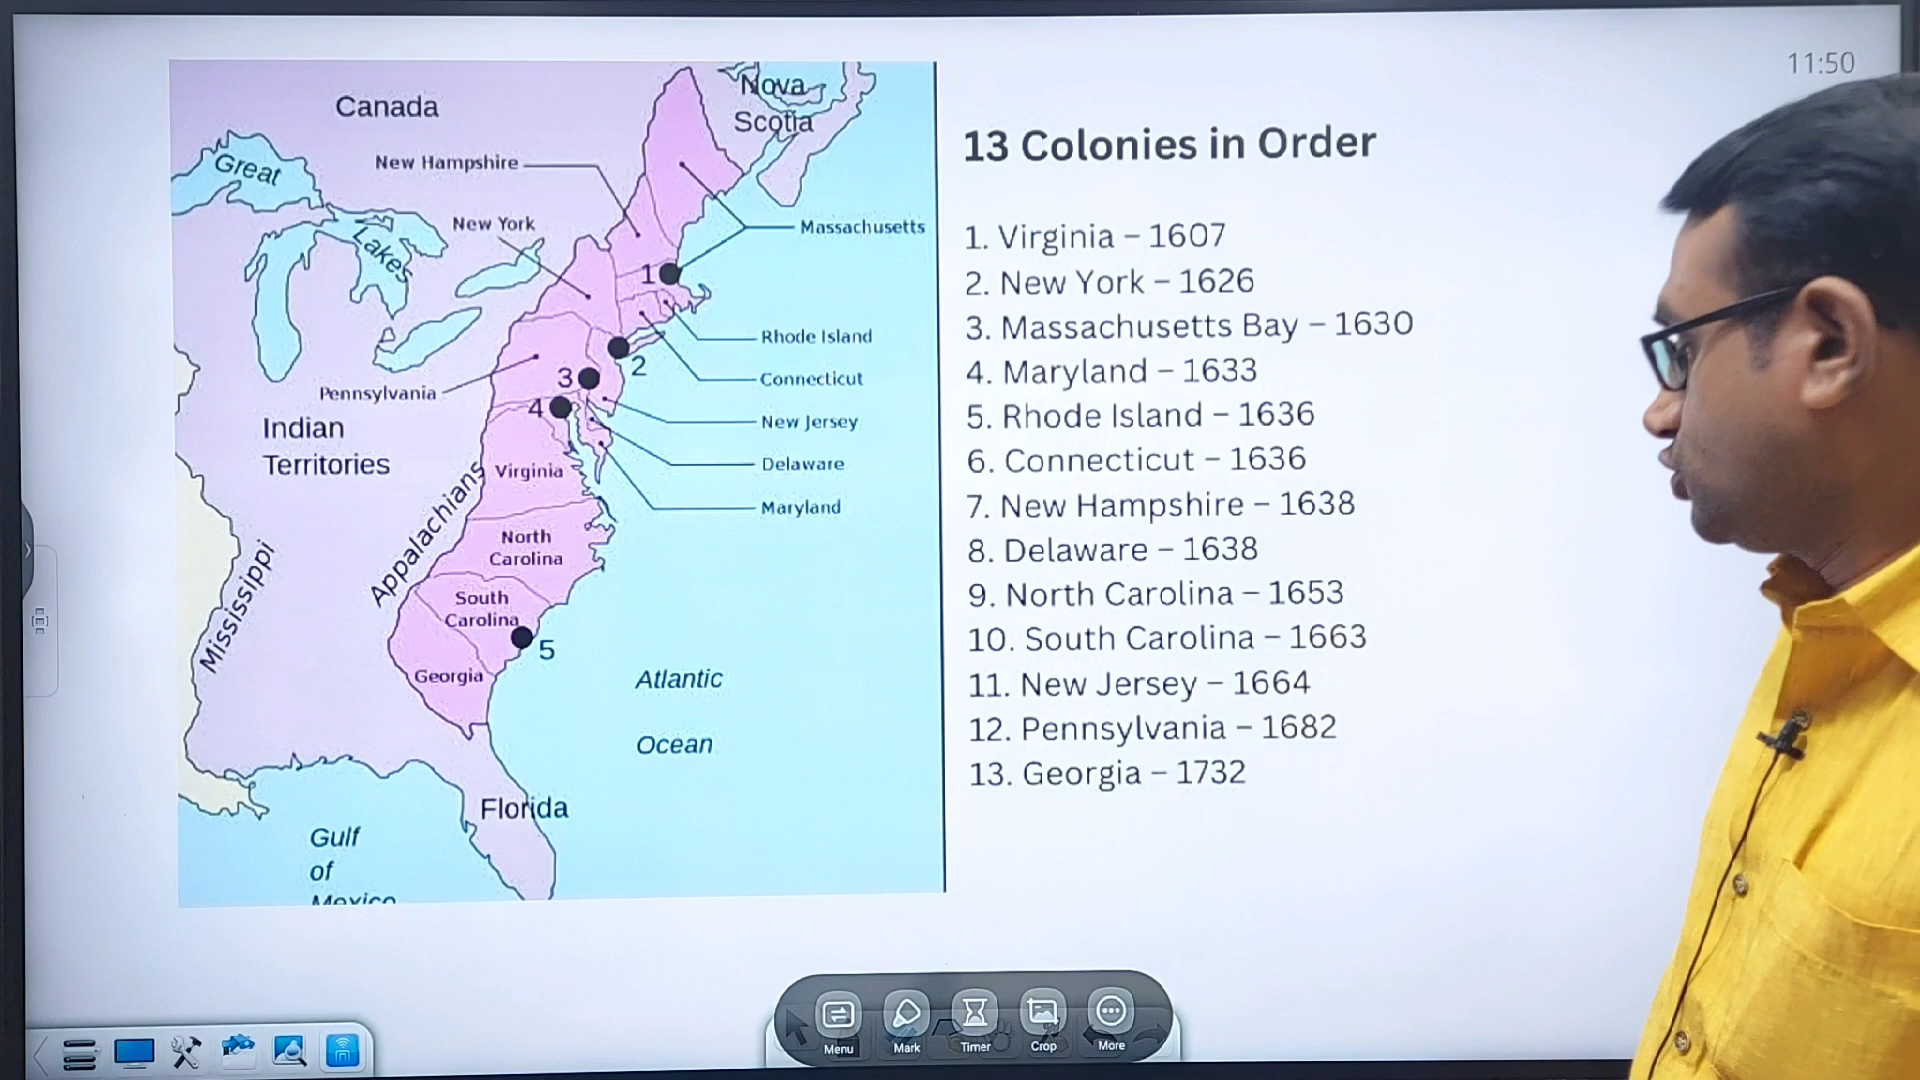 11:50
Canada
Nova
Scotia
Great
Lakes
New Hampshire
New York
Massachusetts
1
Rhode Island
2
Connecticut
3
Pennsylvania
4
New Jersey
Indian
Territories
Delaware
Virginia
Maryland
Appalachians
Mississippi
North
Carolina
South
Carolina
5
Georgia
Atlantic
Ocean
Florida
Gulf
of
Mexico
13 Colonies in Order
1. Virginia – 1607
2. New York – 1626
3. Massachusetts Bay – 1630
4. Maryland – 1633
5. Rhode Island – 1636
6. Connecticut – 1636
7. New Hampshire – 1638
8. Delaware – 1638
9. North Carolina – 1653
10. South Carolina – 1663
11. New Jersey – 1664
12. Pennsylvania – 1682
13. Georgia – 1732
Menu
Mark
Timer
Crop
More